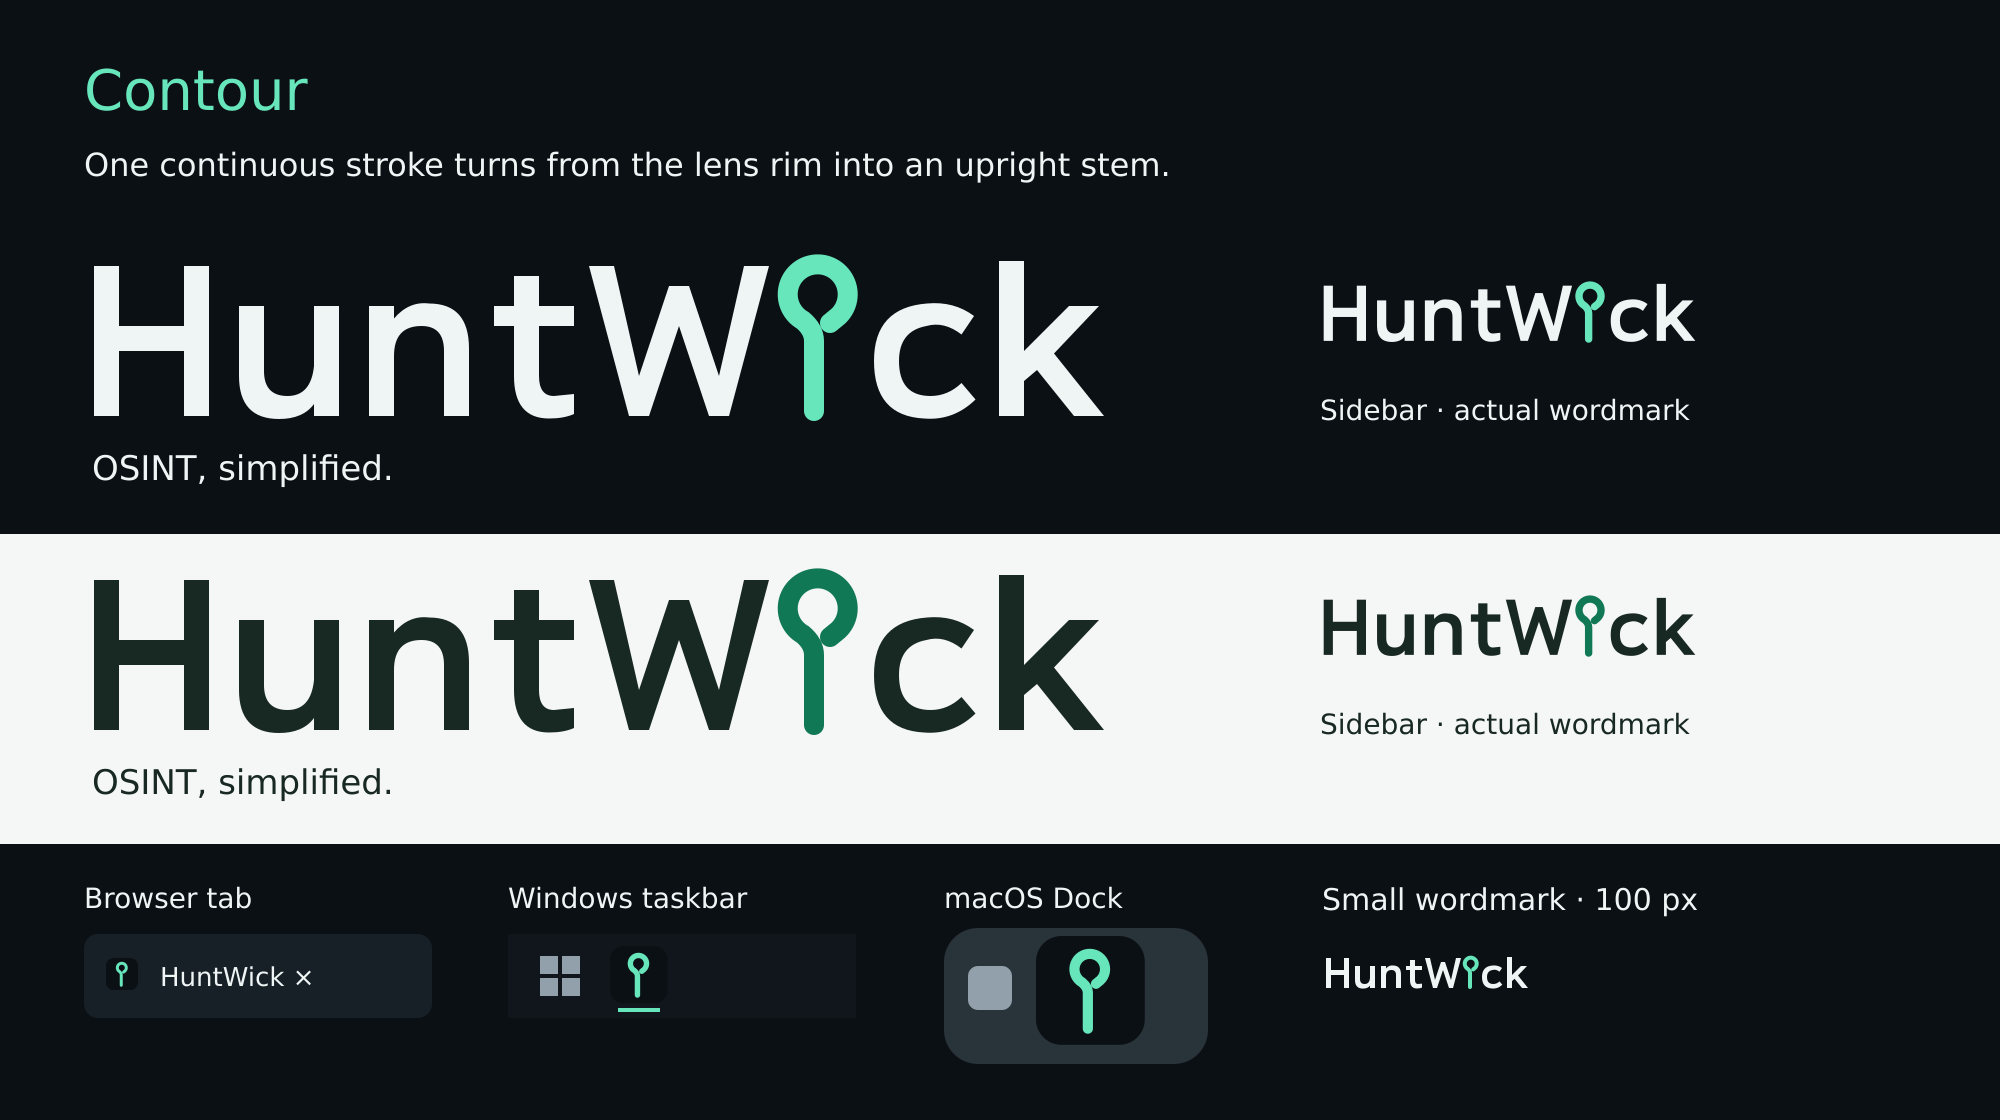 Contour
One continuous stroke turns from the lens rim into an upright stem.
HuntWick
OSINT, simplified.
HuntWick
Sidebar · actual wordmark
HuntWick
OSINT, simplified.
HuntWick
Sidebar · actual wordmark
Browser tab
HuntWick ×
Windows taskbar
macOS Dock
Small wordmark · 100 px
HuntWick